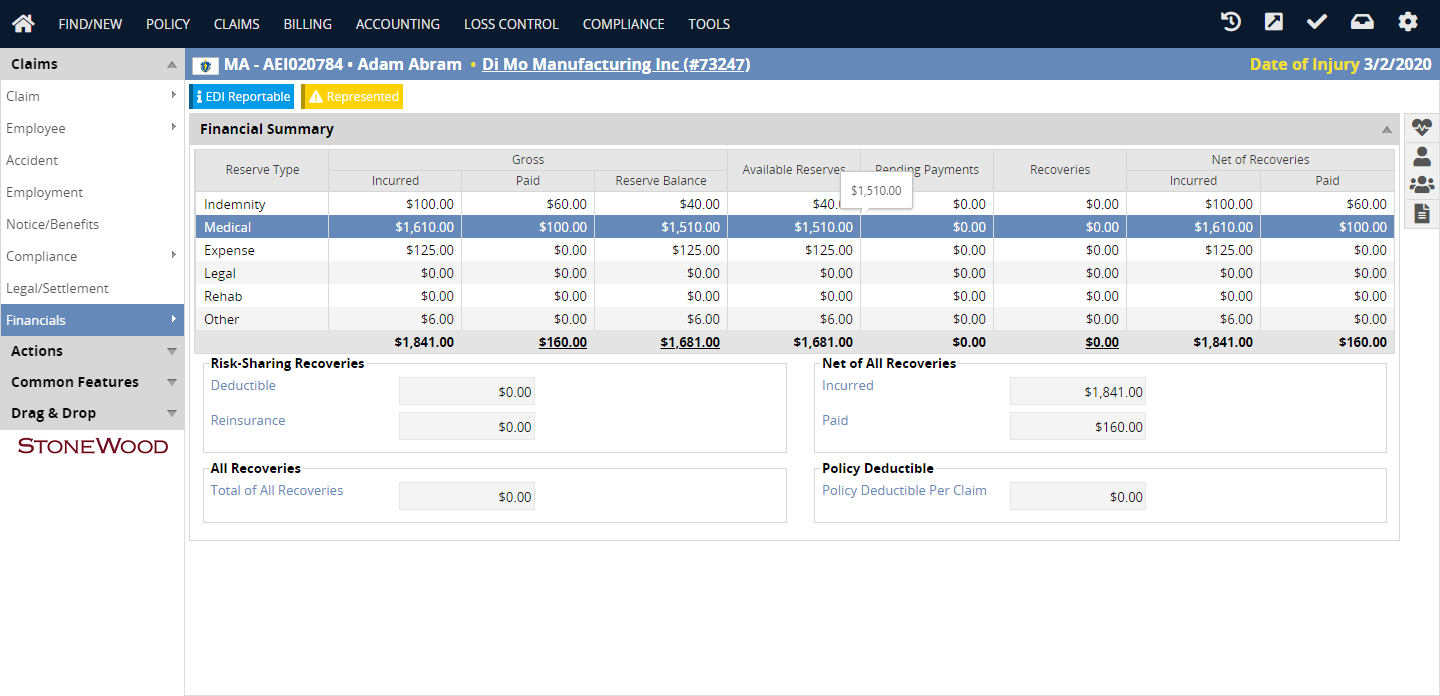 FIND/NEW POLICY CLAIMS BILLING ACCOUNTING LOSS CONTROL COMPLIANCE TOOLS
Claims
Claim
Employee
Accident
Employment
Notice/Benefits
Compliance
Legal/Settlement
Financials
Actions
Common Features
Drag & Drop
STONEWOOD
MA - AEI020784 • Adam Abram • Di Mo Manufacturing Inc (#73247) Date of Injury 3/2/2020
EDI Reportable Represented
Financial Summary
Reserve Type Gross Available Reserves Pending Payments Recoveries Net of Recoveries
Incurred Paid Reserve Balance Incurred Paid
$1,510.00
Indemnity $100.00 $60.00 $40.00 $40.0 $0.00 $0.00 $100.00 $60.00
Medical $1,610.00 $100.00 $1,510.00 $1,510.00 $0.00 $0.00 $1,610.00 $100.00
Expense $125.00 $0.00 $125.00 $125.00 $0.00 $0.00 $125.00 $0.00
Legal $0.00 $0.00 $0.00 $0.00 $0.00 $0.00 $0.00 $0.00
Rehab $0.00 $0.00 $0.00 $0.00 $0.00 $0.00 $0.00 $0.00
Other $6.00 $0.00 $6.00 $6.00 $0.00 $0.00 $6.00 $0.00
$1,841.00 $160.00 $1,681.00 $1,681.00 $0.00 $0.00 $1,841.00 $160.00
Risk-Sharing Recoveries
Deductible $0.00
Reinsurance $0.00
Net of All Recoveries
Incurred $1,841.00
Paid $160.00
All Recoveries
Total of All Recoveries $0.00
Policy Deductible
Policy Deductible Per Claim $0.00